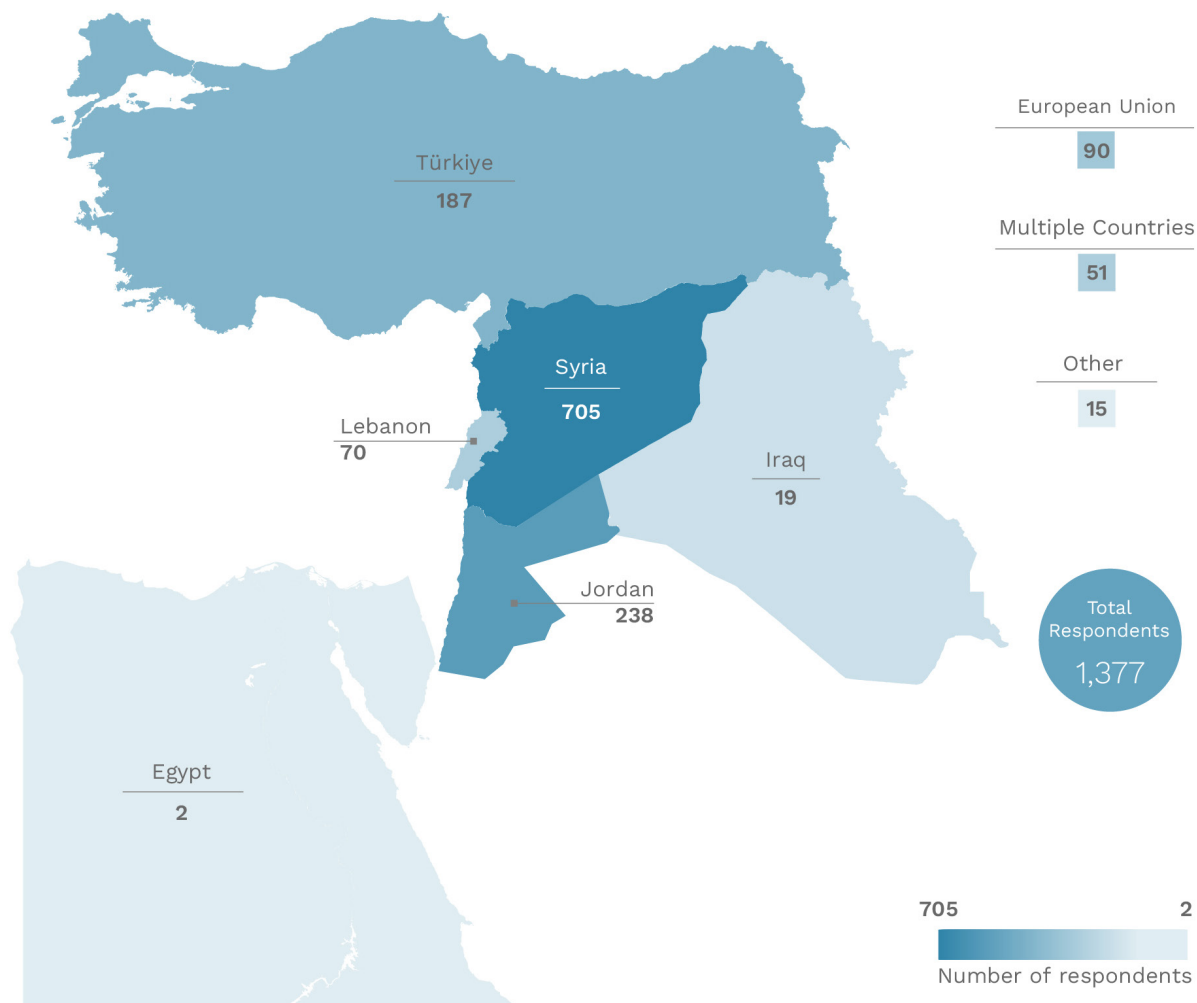 European Union
90
Türkiye
187
Multiple Countries
51
Syria
705
Other
15
Lebanon
70
Iraq
19
Jordan
238
Total
Respondents
1,377
Egypt
2
705 2
Number of respondents